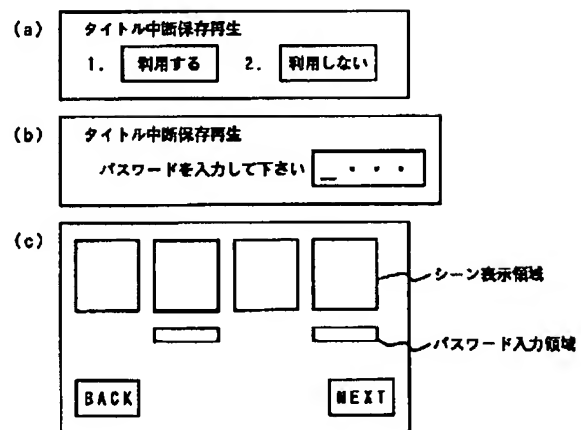 (a) タイトル中断保存再生
1. 利用する 2. 利用しない
(b) タイトル中断保存再生
パスワードを入力して下さい _ ・ ・ ・
(c)
シーン表示領域
パスワード入力領域
BACK NEXT